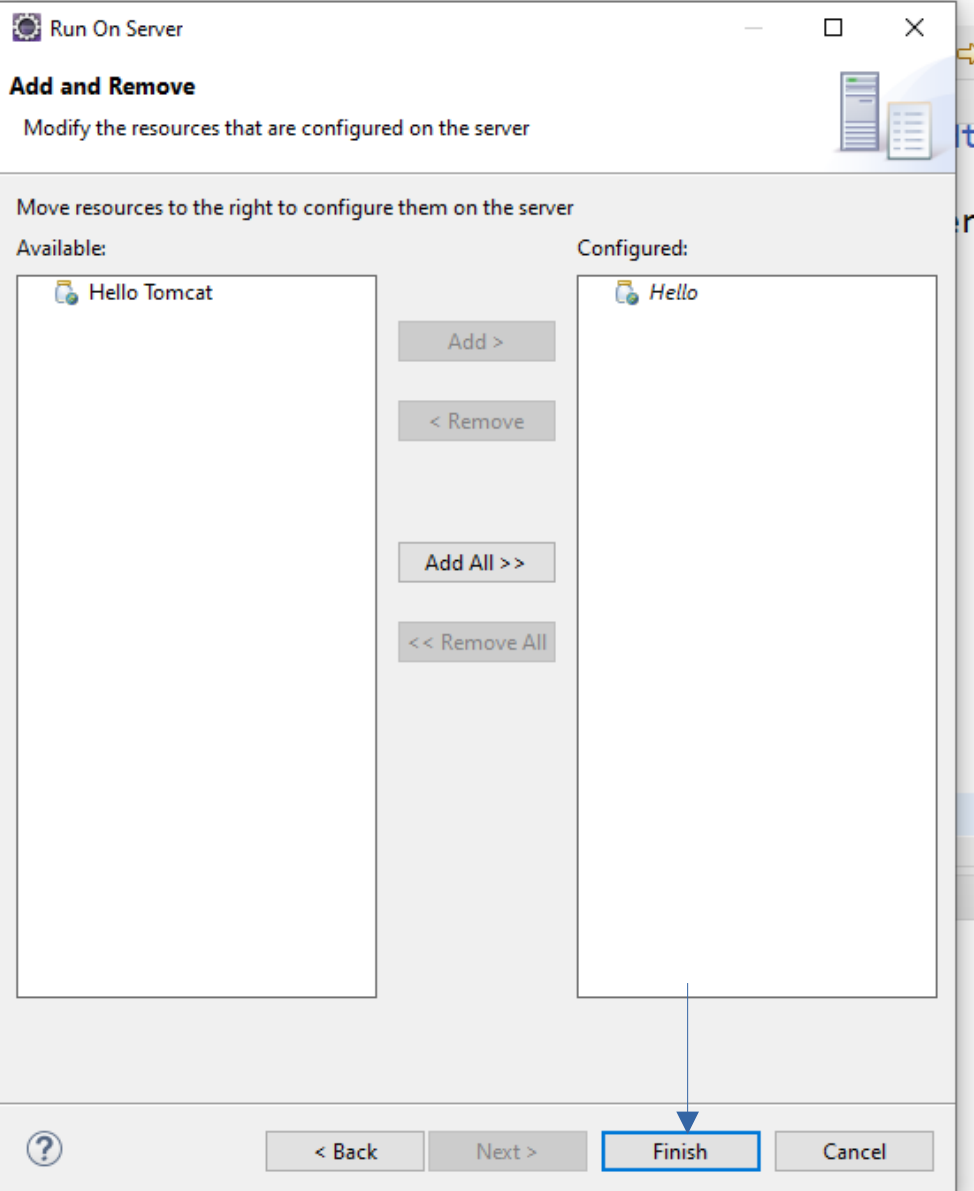 Run On Server
Add and Remove
Modify the resources that are configured on the server
Move resources to the right to configure them on the server
Available:
Configured:
Hello Tomcat
Hello
Add >
< Remove
Add All >>
<< Remove All
?
< Back
Next >
Finish
Cancel